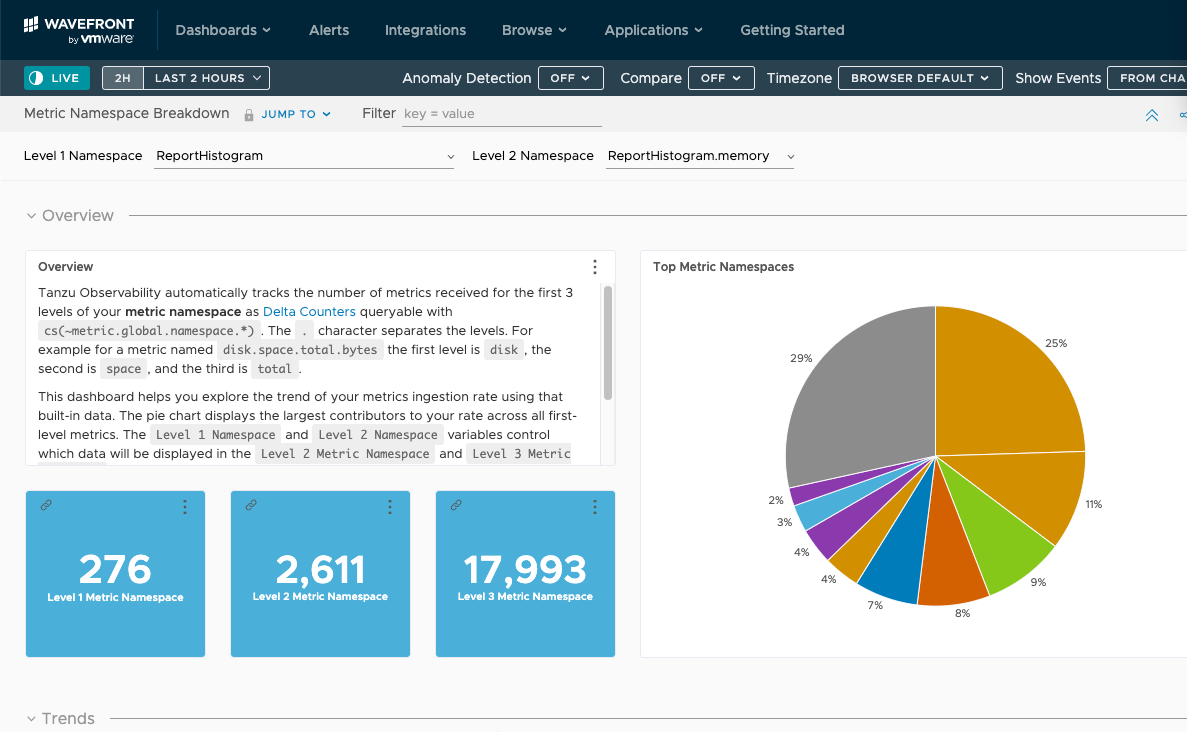 WAVEFRONT
by vmware
Dashboards
Alerts
Integrations
Browse
Applications
Getting Started
LIVE
2H
LAST 2 HOURS
Anomaly Detection
OFF
Compare
OFF
Timezone
BROWSER DEFAULT
Show Events
FROM CHA
Metric Namespace Breakdown
JUMP TO
Filter
key = value
Level 1 Namespace
ReportHistogram
Level 2 Namespace
ReportHistogram.memory
Overview
Overview
Tanzu Observability automatically tracks the number of metrics received for the first 3
levels of your metric namespace as Delta Counters queryable with
cs(~metric.global.namespace.*) . The . character separates the levels. For
example for a metric named disk.space.total.bytes the first level is disk , the
second is space , and the third is total .
This dashboard helps you explore the trend of your metrics ingestion rate using that
built-in data. The pie chart displays the largest contributors to your rate across all first-
level metrics. The Level 1 Namespace and Level 2 Namespace variables control
which data will be displayed in the Level 2 Metric Namespace and Level 3 Metric
276
Level 1 Metric Namespace
2,611
Level 2 Metric Namespace
17,993
Level 3 Metric Namespace
Top Metric Namespaces
25%
11%
9%
8%
7%
4%
4%
3%
2%
29%
Trends